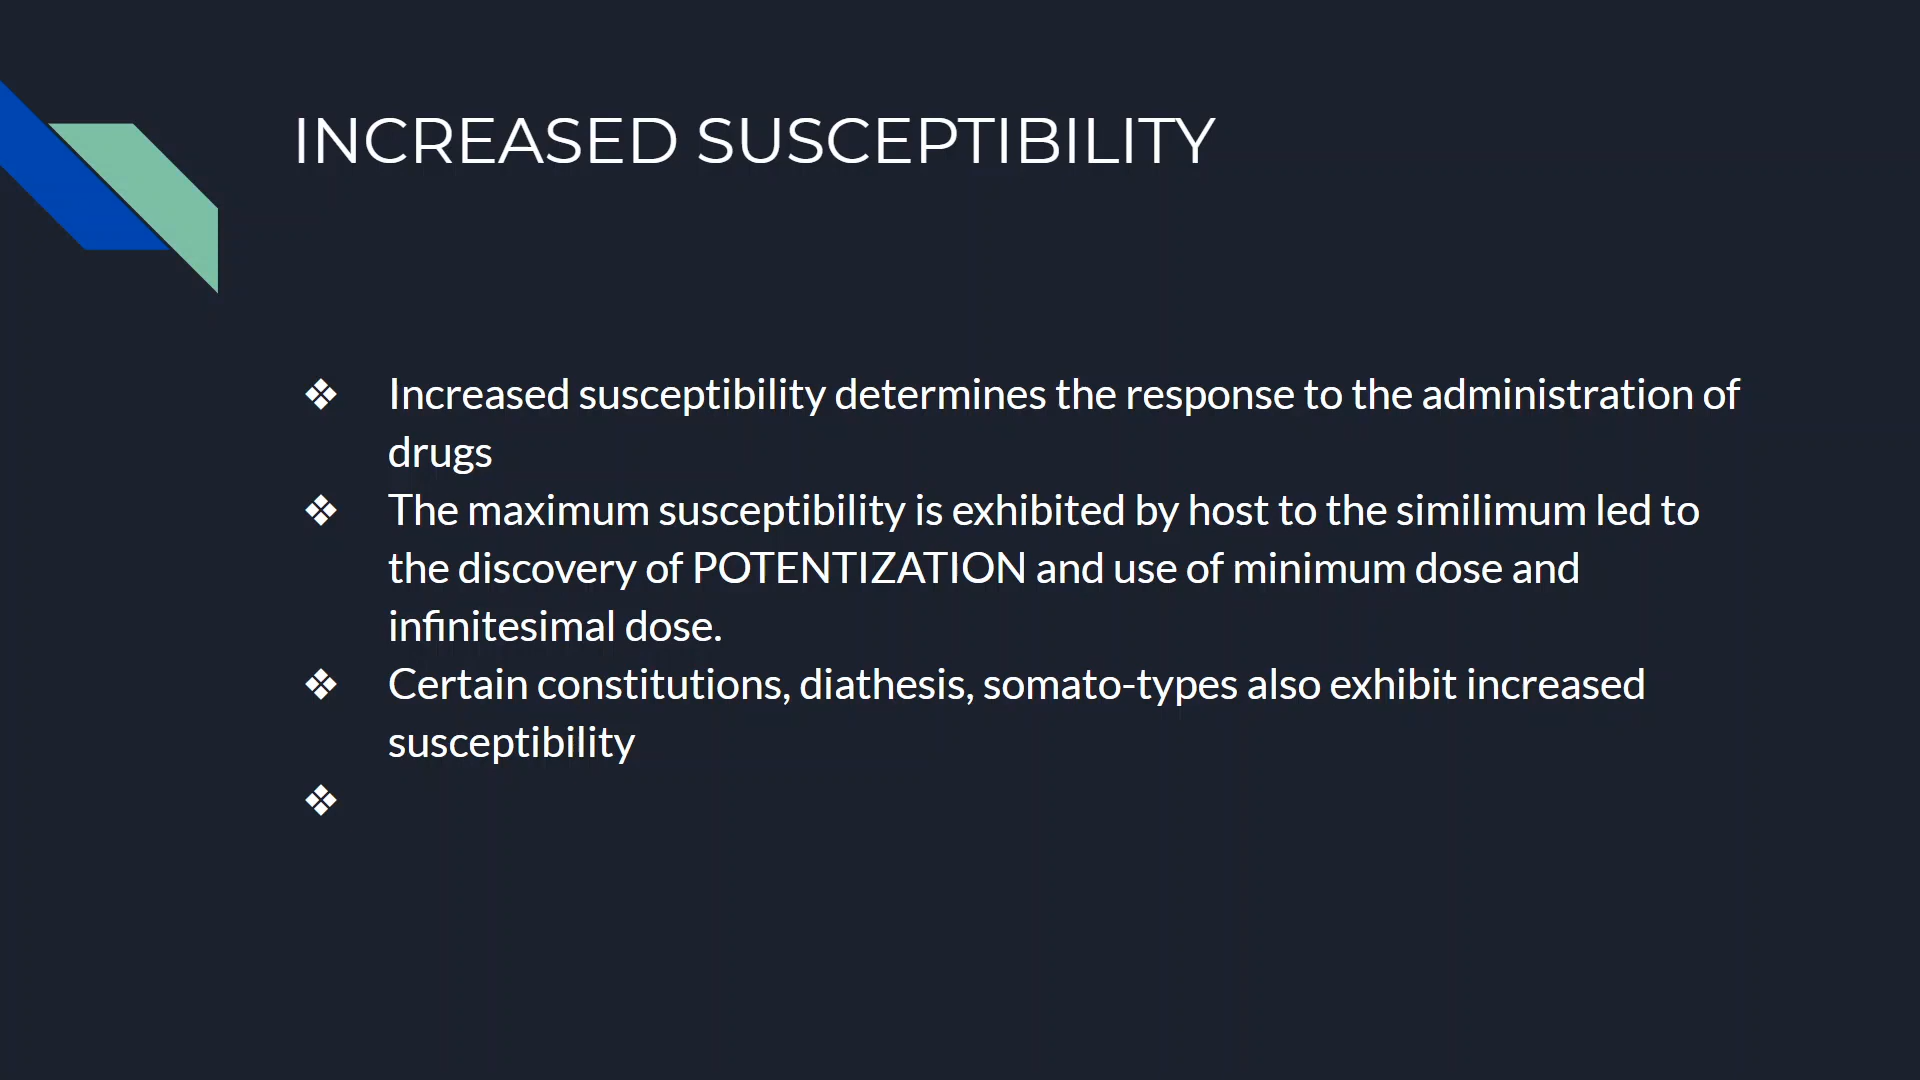 INCREASED SUSCEPTIBILITY
❖ Increased susceptibility determines the response to the administration of
drugs
❖ The maximum susceptibility is exhibited by host to the similimum led to
the discovery of POTENTIZATION and use of minimum dose and
infinitesimal dose.
❖ Certain constitutions, diathesis, somato-types also exhibit increased
susceptibility
❖